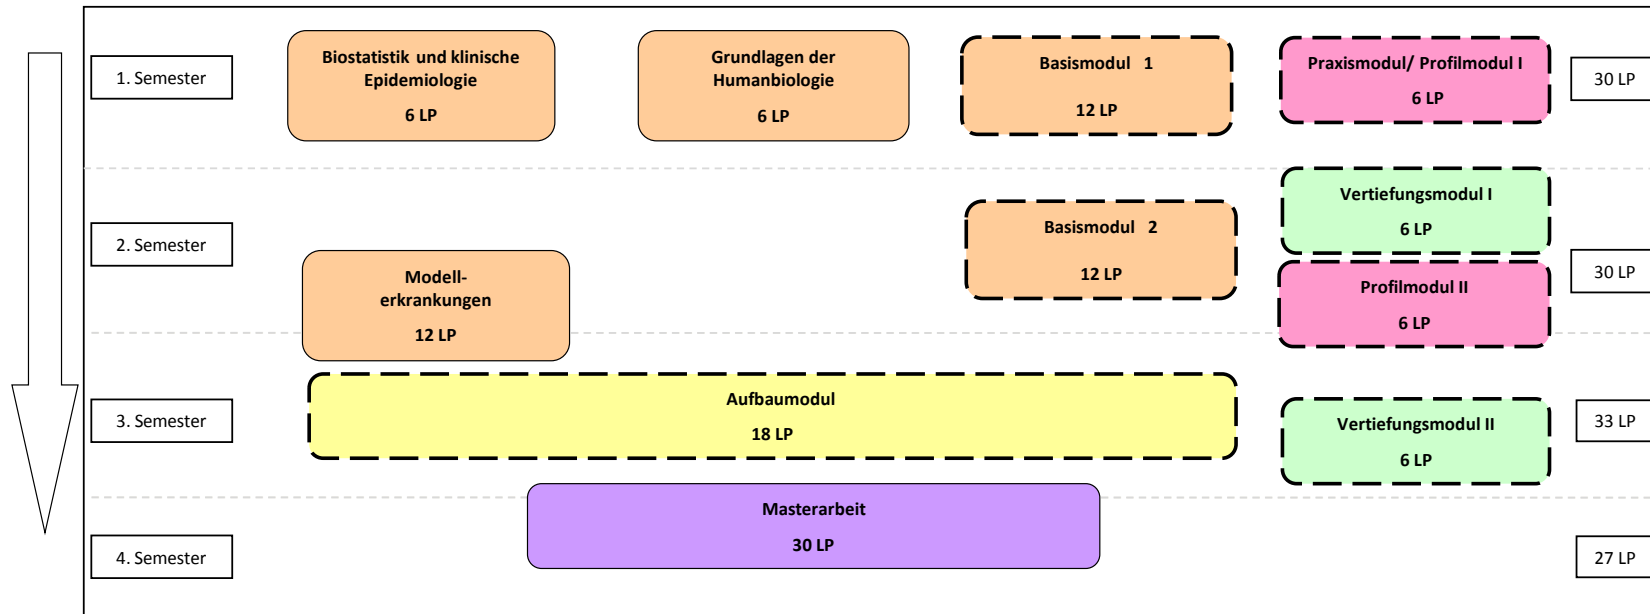 1. Semester
Biostatistik und klinische
Epidemiologie
6 LP
Grundlagen der
Humanbiologie
6 LP
Basismodul 1
12 LP
Praxismodul/ Profilmodul I
6 LP
30 LP
2. Semester
Modell-
erkrankungen
12 LP
Basismodul 2
12 LP
Vertiefungsmodul I
6 LP
Profilmodul II
6 LP
30 LP
3. Semester
Aufbaumodul
18 LP
Vertiefungsmodul II
6 LP
33 LP
4. Semester
Masterarbeit
30 LP
27 LP